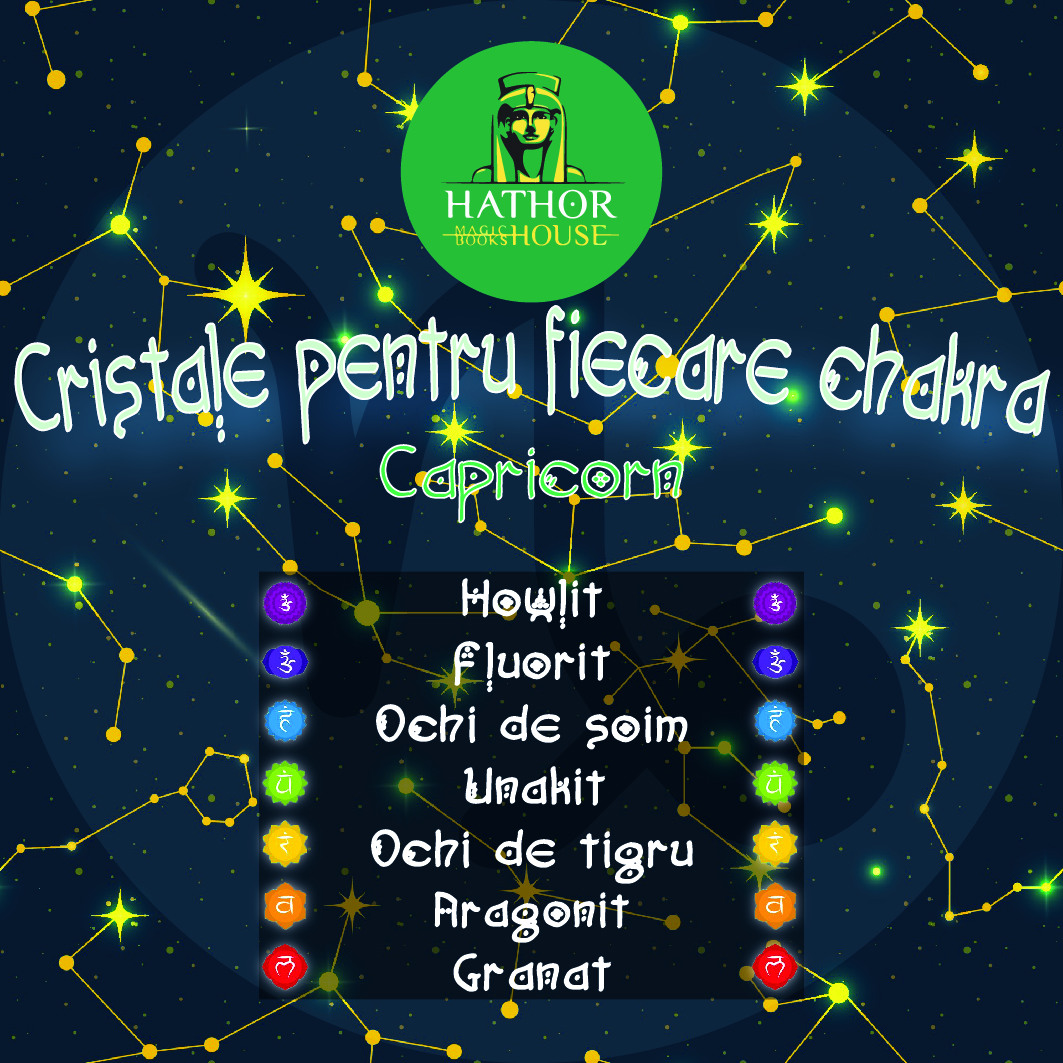 HATHOR
MAGIC BOOKS HOUSE
Cristale pentru fiecare chakra
Capricorn
Howlit
Fluorit
Ochi de șoim
Unakit
Ochi de tigru
Aragonit
Granat